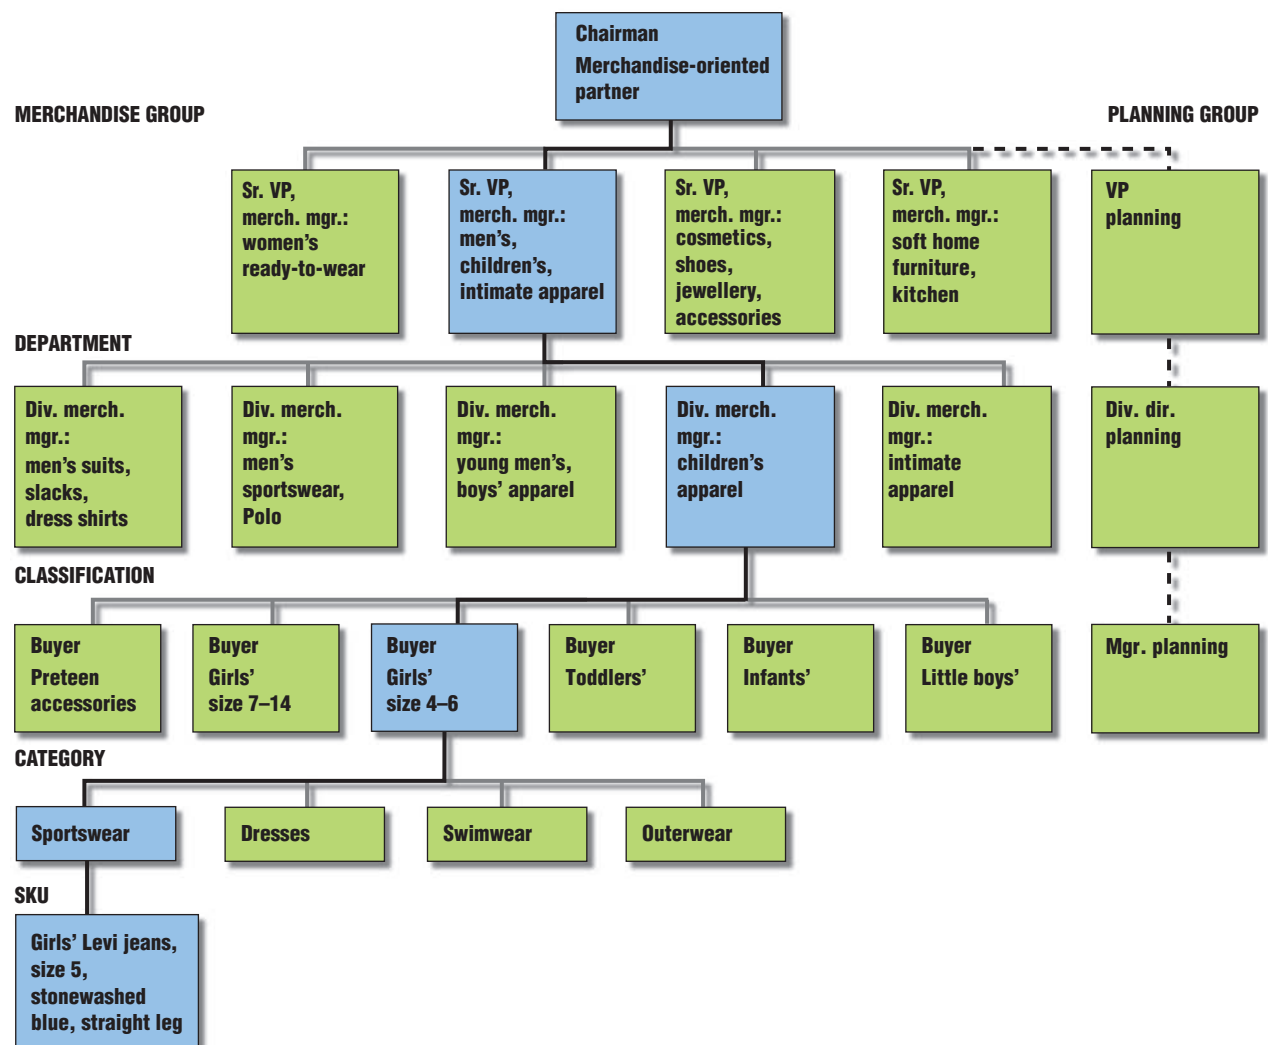 Chairman
Merchandise-oriented
partner
MERCHANDISE GROUP
PLANNING GROUP
Sr. VP,
merch. mgr.:
women's
ready-to-wear
Sr. VP,
merch. mgr.:
men's,
children's,
intimate apparel
Sr. VP,
merch. mgr.:
cosmetics,
shoes,
jewellery,
accessories
Sr. VP,
merch. mgr.:
soft home
furniture,
kitchen
VP
planning
DEPARTMENT
Div. merch.
mgr.:
men's suits,
slacks,
dress shirts
Div. merch.
mgr.:
men's
sportswear,
Polo
Div. merch.
mgr.:
young men's,
boys' apparel
Div. merch.
mgr.:
children's
apparel
Div. merch.
mgr.:
intimate
apparel
Div. dir.
planning
CLASSIFICATION
Buyer
Preteen
accessories
Buyer
Girls'
size 7–14
Buyer
Girls'
size 4–6
Buyer
Toddlers'
Buyer
Infants'
Buyer
Little boys'
Mgr. planning
CATEGORY
Sportswear
Dresses
Swimwear
Outerwear
SKU
Girls' Levi jeans,
size 5,
stonewashed
blue, straight leg